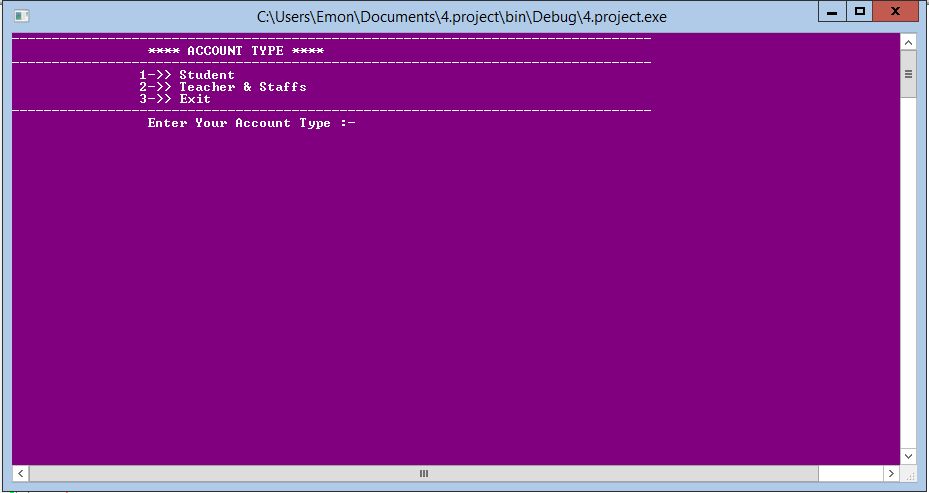 C:\Users\Emon\Documents\4.project\bin\Debug\4.project.exe
**** ACCOUNT TYPE ****
1->> Student
2->> Teacher & Staffs
3->> Exit
Enter Your Account Type :-